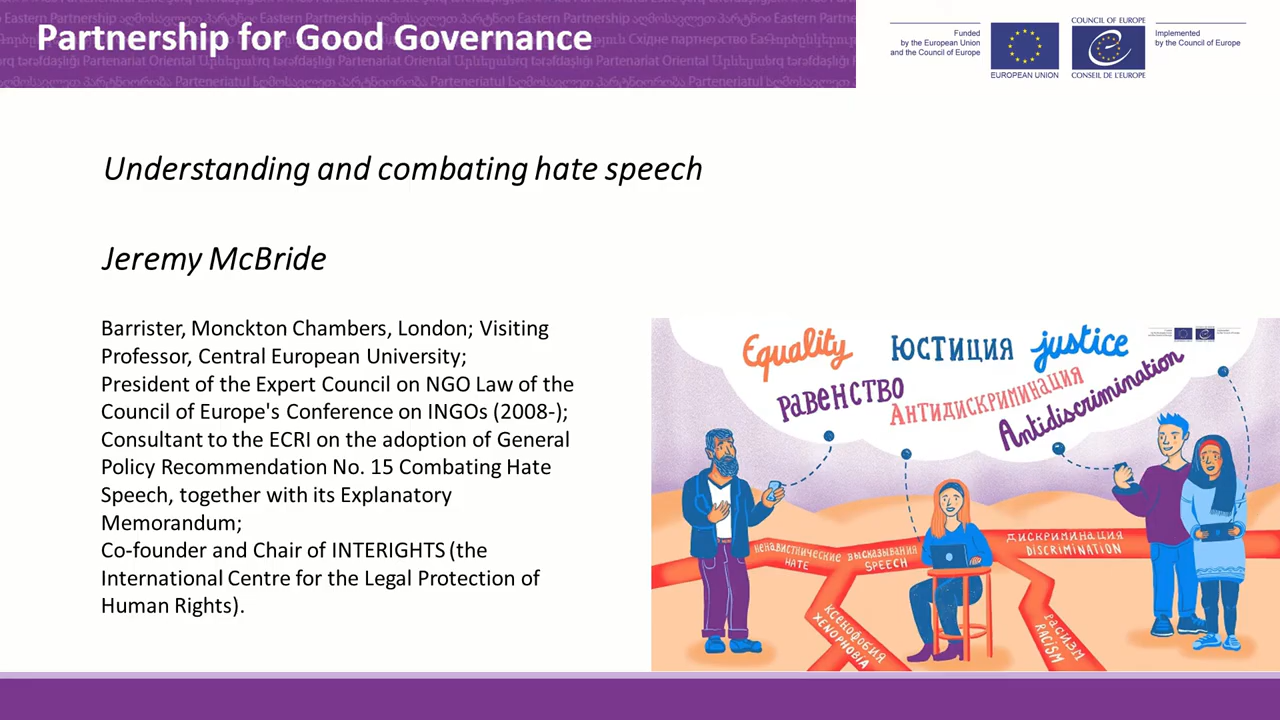 Partnership for Good Governance
Funded
by the European Union
and the Council of Europe
EUROPEAN UNION
COUNCIL OF EUROPE
CONSEIL DE L'EUROPE
Implemented
by the Council of Europe
Understanding and combating hate speech
Jeremy McBride
Barrister, Monckton Chambers, London; Visiting
Professor, Central European University;
President of the Expert Council on NGO Law of the
Council of Europe's Conference on INGOs (2008-);
Consultant to the ECRI on the adoption of General
Policy Recommendation No. 15 Combating Hate
Speech, together with its Explanatory
Memorandum;
Co-founder and Chair of INTERIGHTS (the
International Centre for the Legal Protection of
Human Rights).
Equality
ЮСТИЦИЯ
justice
равенство
Антидискриминация
Antidiscrimination
ненавистнические высказывания
HATE SPEECH
дискриминация
DISCRIMINATION
ксенофобия
XENOPHOBIA
расизм
RACISM